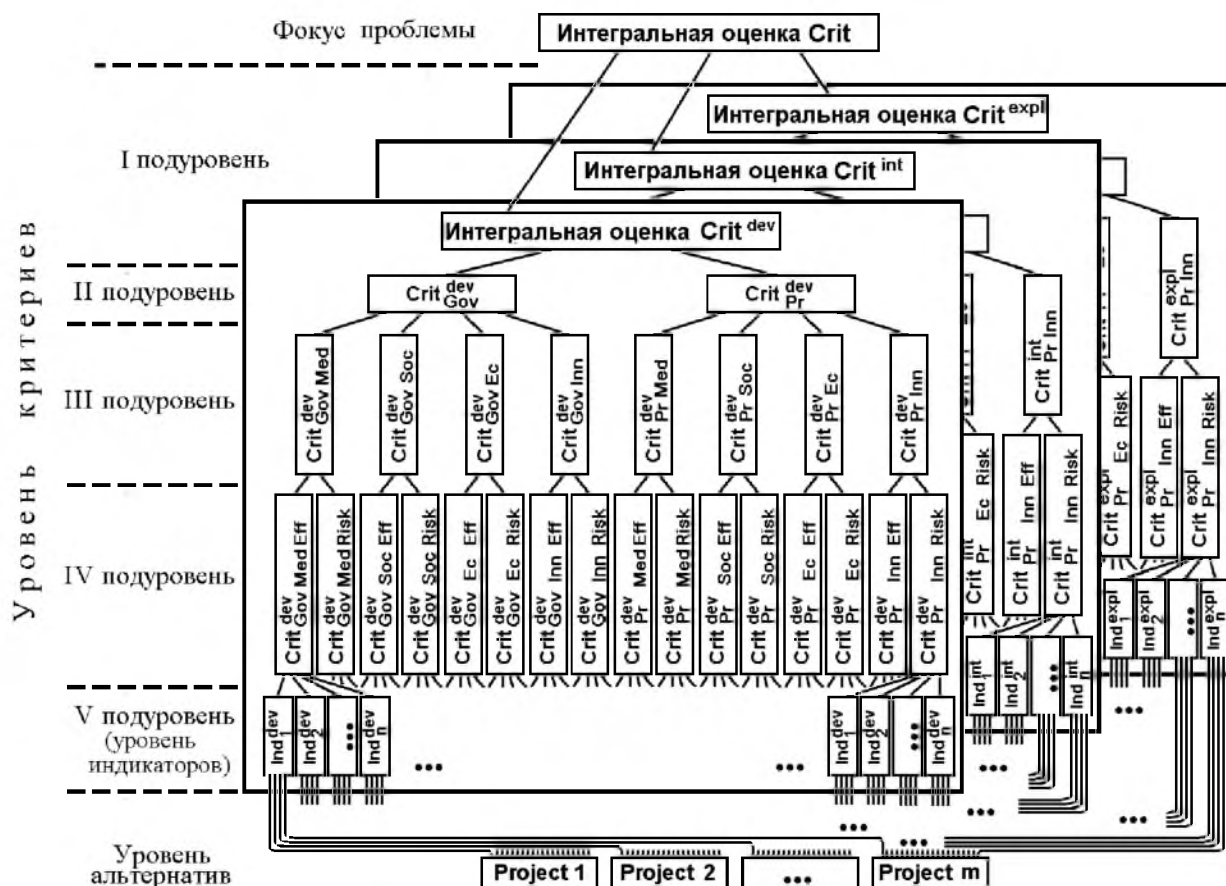 Фокус проблемы
Интегральная оценка Crit
Интегральная оценка Crit expl
I подуровень
Интегральная оценка Crit int
Интегральная оценка Crit dev
Уровень критериев
II подуровень
Crit dev Gov
Crit dev Pr
III подуровень
Crit dev Gov Med
Crit dev Gov Soc
Crit dev Gov Ec
Crit dev Gov Inn
Crit dev Pr Med
Crit dev Pr Soc
Crit dev Pr Ec
Crit dev Pr Inn
Crit int Pr Inn
Crit expl Pr Inn
IV подуровень
Crit dev Gov Med Eff
Crit dev Gov Med Risk
Crit dev Gov Soc Eff
Crit dev Gov Soc Risk
Crit dev Gov Ec Eff
Crit dev Gov Ec Risk
Crit dev Gov Inn Eff
Crit dev Gov Inn Risk
Crit dev Pr Med Eff
Crit dev Pr Med Risk
Crit dev Pr Soc Eff
Crit dev Pr Soc Risk
Crit dev Pr Ec Eff
Crit dev Pr Ec Risk
Crit dev Pr Inn Eff
Crit dev Pr Inn Risk
Crit int Pr Ec Risk
Crit int Pr Inn Eff
Crit int Pr Inn Risk
Crit expl Pr Ec Risk
Crit expl Pr Inn Eff
Crit expl Pr Inn Risk
V подуровень
(уровень
индикаторов)
Ind dev 1
Ind dev 2
•••
Ind dev n
•••
•••
Ind dev 1
Ind dev 2
•••
Ind dev n
Ind int 1
Ind int 2
•••
Ind int n
Ind expl 1
Ind expl 2
•••
Ind expl n
•••
•••
•••
•••
•••
•••
Уровень
альтернатив
Project 1
Project 2
•••
Project m